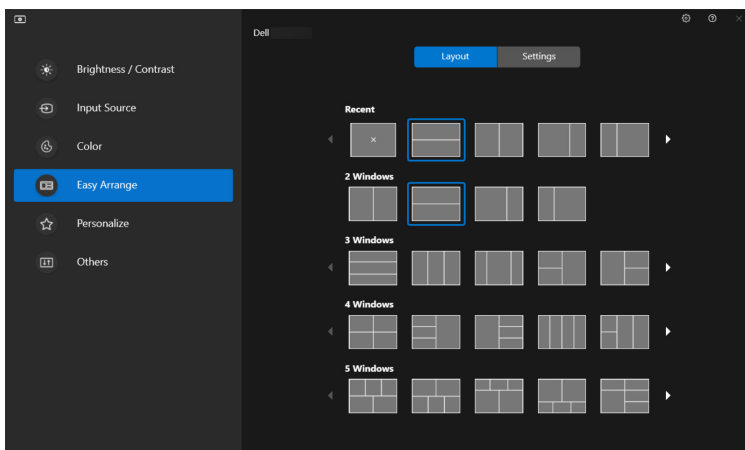 Dell
Layout
Settings
Brightness / Contrast
Input Source
Color
Easy Arrange
Personalize
Others
Recent
2 Windows
3 Windows
4 Windows
5 Windows